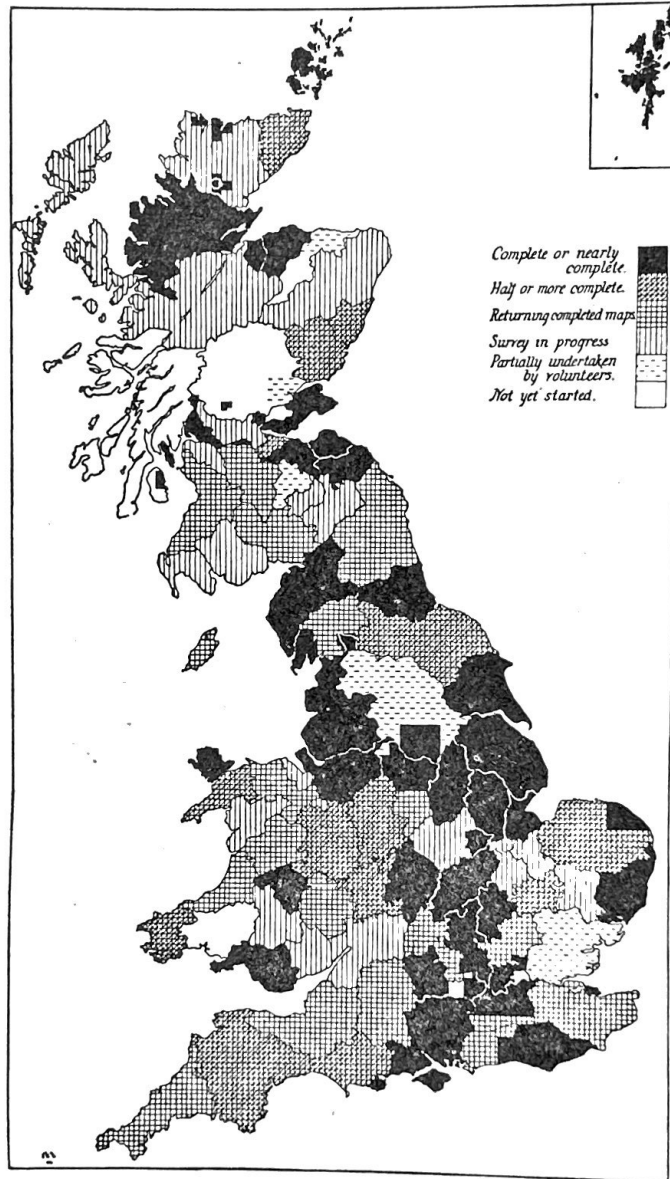 Complete or nearly
complete.
Half or more complete.
Returning completed maps
Survey in progress
Partially undertaken
by volunteers.
Not yet started.